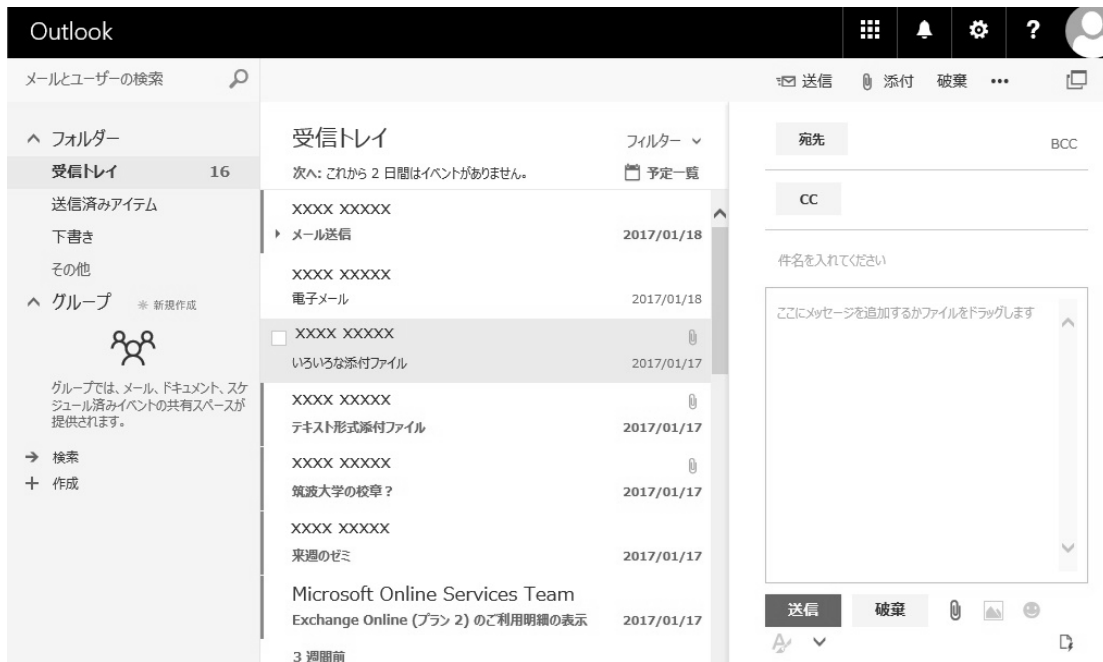 Outlook
?
メールとユーザーの検索
送信 添付 破棄 •••
フォルダー
受信トレイ 16
送信済みアイテム
下書き
その他
グループ ✳ 新規作成
グループでは、メール、ドキュメント、スケ
ジュール済みイベントの共有スペースが
提供されます。
→ 検索
+ 作成
受信トレイ フィルター
次へ: これから 2 日間はイベントがありません。 予定一覧
XXXX XXXXX
メール送信 2017/01/18
XXXX XXXXX
電子メール 2017/01/18
XXXX XXXXX
いろいろな添付ファイル 2017/01/17
XXXX XXXXX
テキスト形式添付ファイル 2017/01/17
XXXX XXXXX
筑波大学の校章？ 2017/01/17
XXXX XXXXX
来週のゼミ 2017/01/17
Microsoft Online Services Team
Exchange Online (プラン 2) のご利用明細の表示 2017/01/17
3 週間前
宛先 BCC
CC
件名を入れてください
ここにメッセージを追加するかファイルをドラッグします
送信 破棄